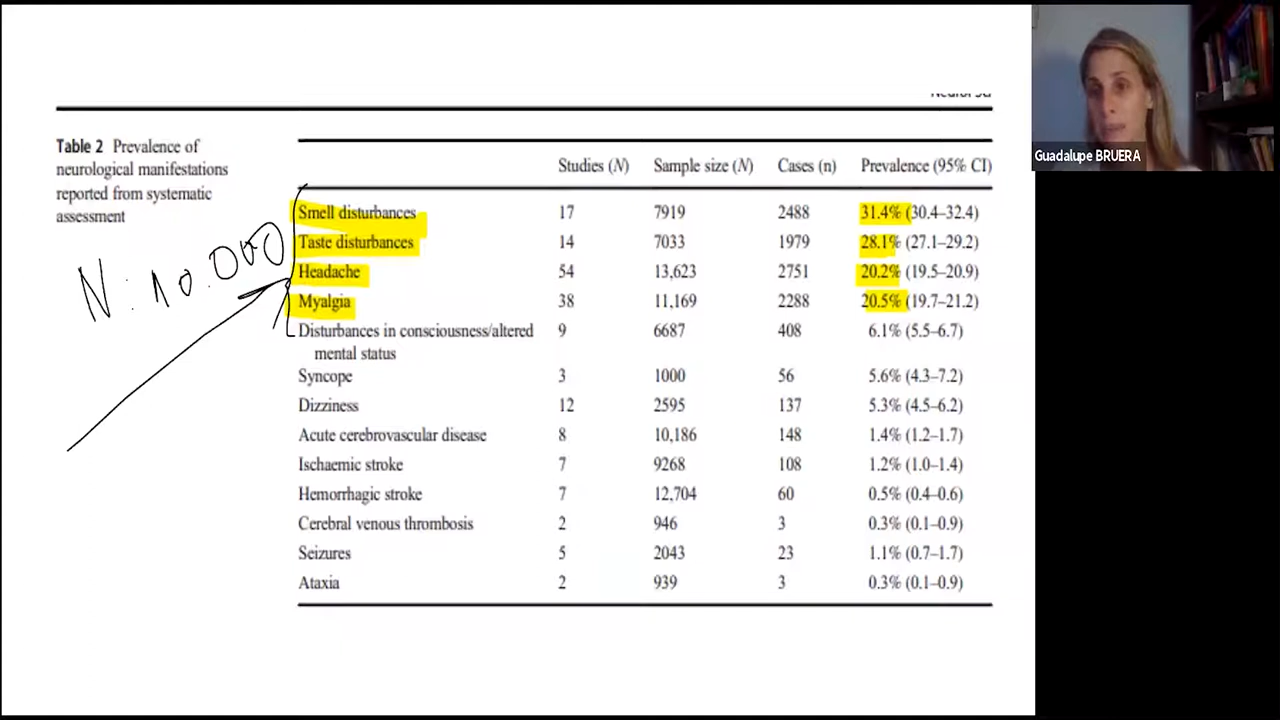 Neurol Sci
Table 2 Prevalence of
neurological manifestations
reported from systematic
assessment
N: 10.000
Studies (N) Sample size (N) Cases (n) Prevalence (95% CI)
Smell disturbances 17 7919 2488 31.4% (30.4–32.4)
Taste disturbances 14 7033 1979 28.1% (27.1–29.2)
Headache 54 13,623 2751 20.2% (19.5–20.9)
Myalgia 38 11,169 2288 20.5% (19.7–21.2)
Disturbances in consciousness/altered 9 6687 408 6.1% (5.5–6.7)
mental status
Syncope 3 1000 56 5.6% (4.3–7.2)
Dizziness 12 2595 137 5.3% (4.5–6.2)
Acute cerebrovascular disease 8 10,186 148 1.4% (1.2–1.7)
Ischaemic stroke 7 9268 108 1.2% (1.0–1.4)
Hemorrhagic stroke 7 12,704 60 0.5% (0.4–0.6)
Cerebral venous thrombosis 2 946 3 0.3% (0.1–0.9)
Seizures 5 2043 23 1.1% (0.7–1.7)
Ataxia 2 939 3 0.3% (0.1–0.9)
Guadalupe BRUERA